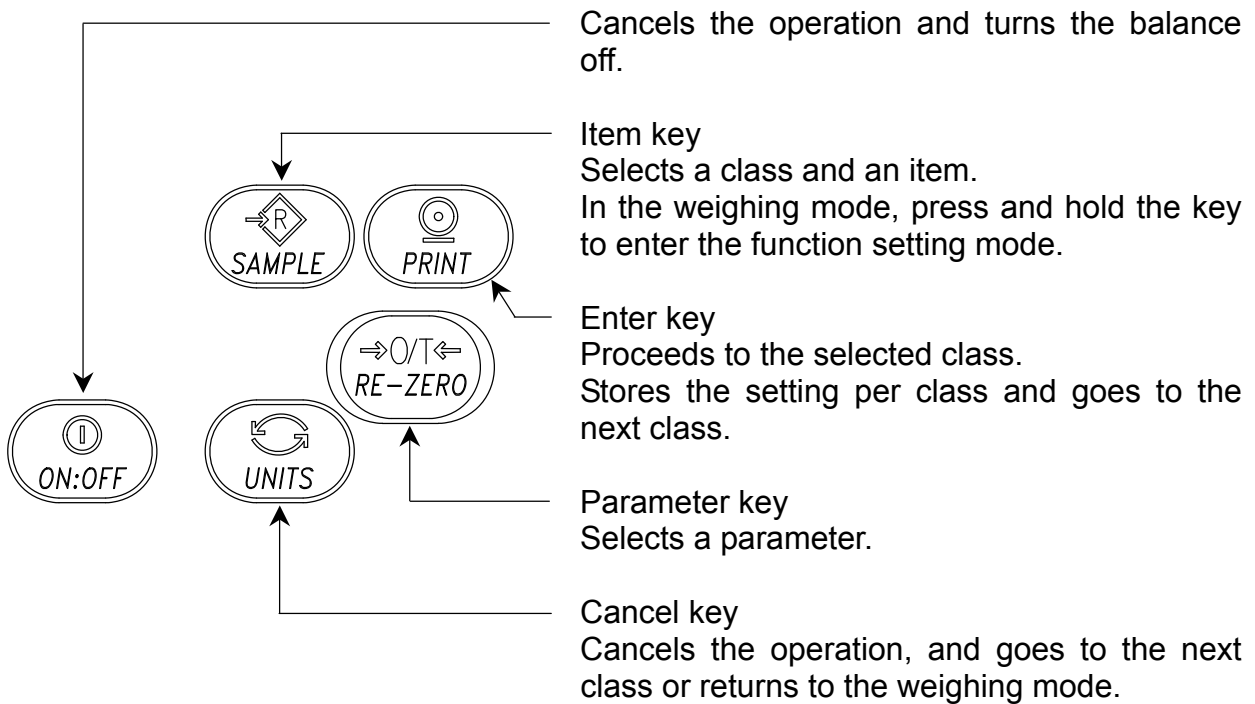 Cancels the operation and turns the balance
off.
Item key
Selects a class and an item.
In the weighing mode, press and hold the key
to enter the function setting mode.
R
SAMPLE
PRINT
Enter key
Proceeds to the selected class.
Stores the setting per class and goes to the
next class.
→O/T←
RE-ZERO
ON:OFF
UNITS
Parameter key
Selects a parameter.
Cancel key
Cancels the operation, and goes to the next
class or returns to the weighing mode.